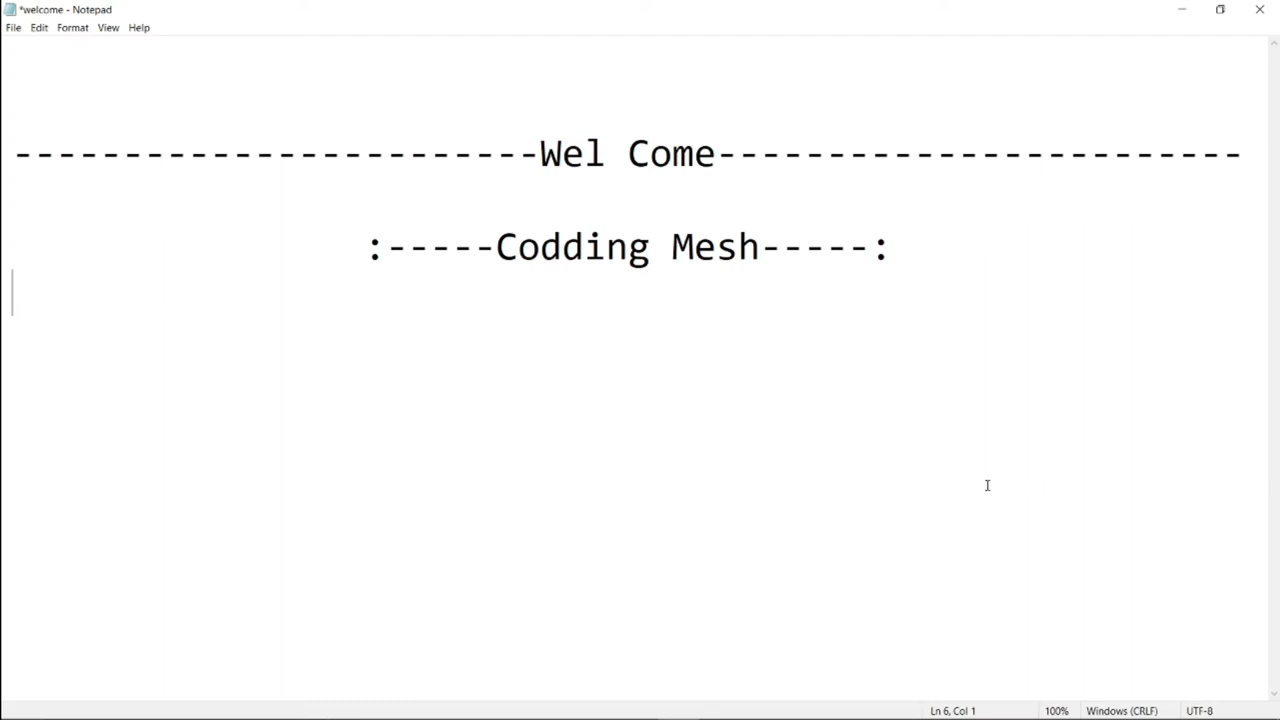 *welcome - Notepad
File Edit Format View Help
------------------------Wel Come------------------------
:-----Codding Mesh-----:
Ln 6, Col 1 100% Windows (CRLF) UTF-8